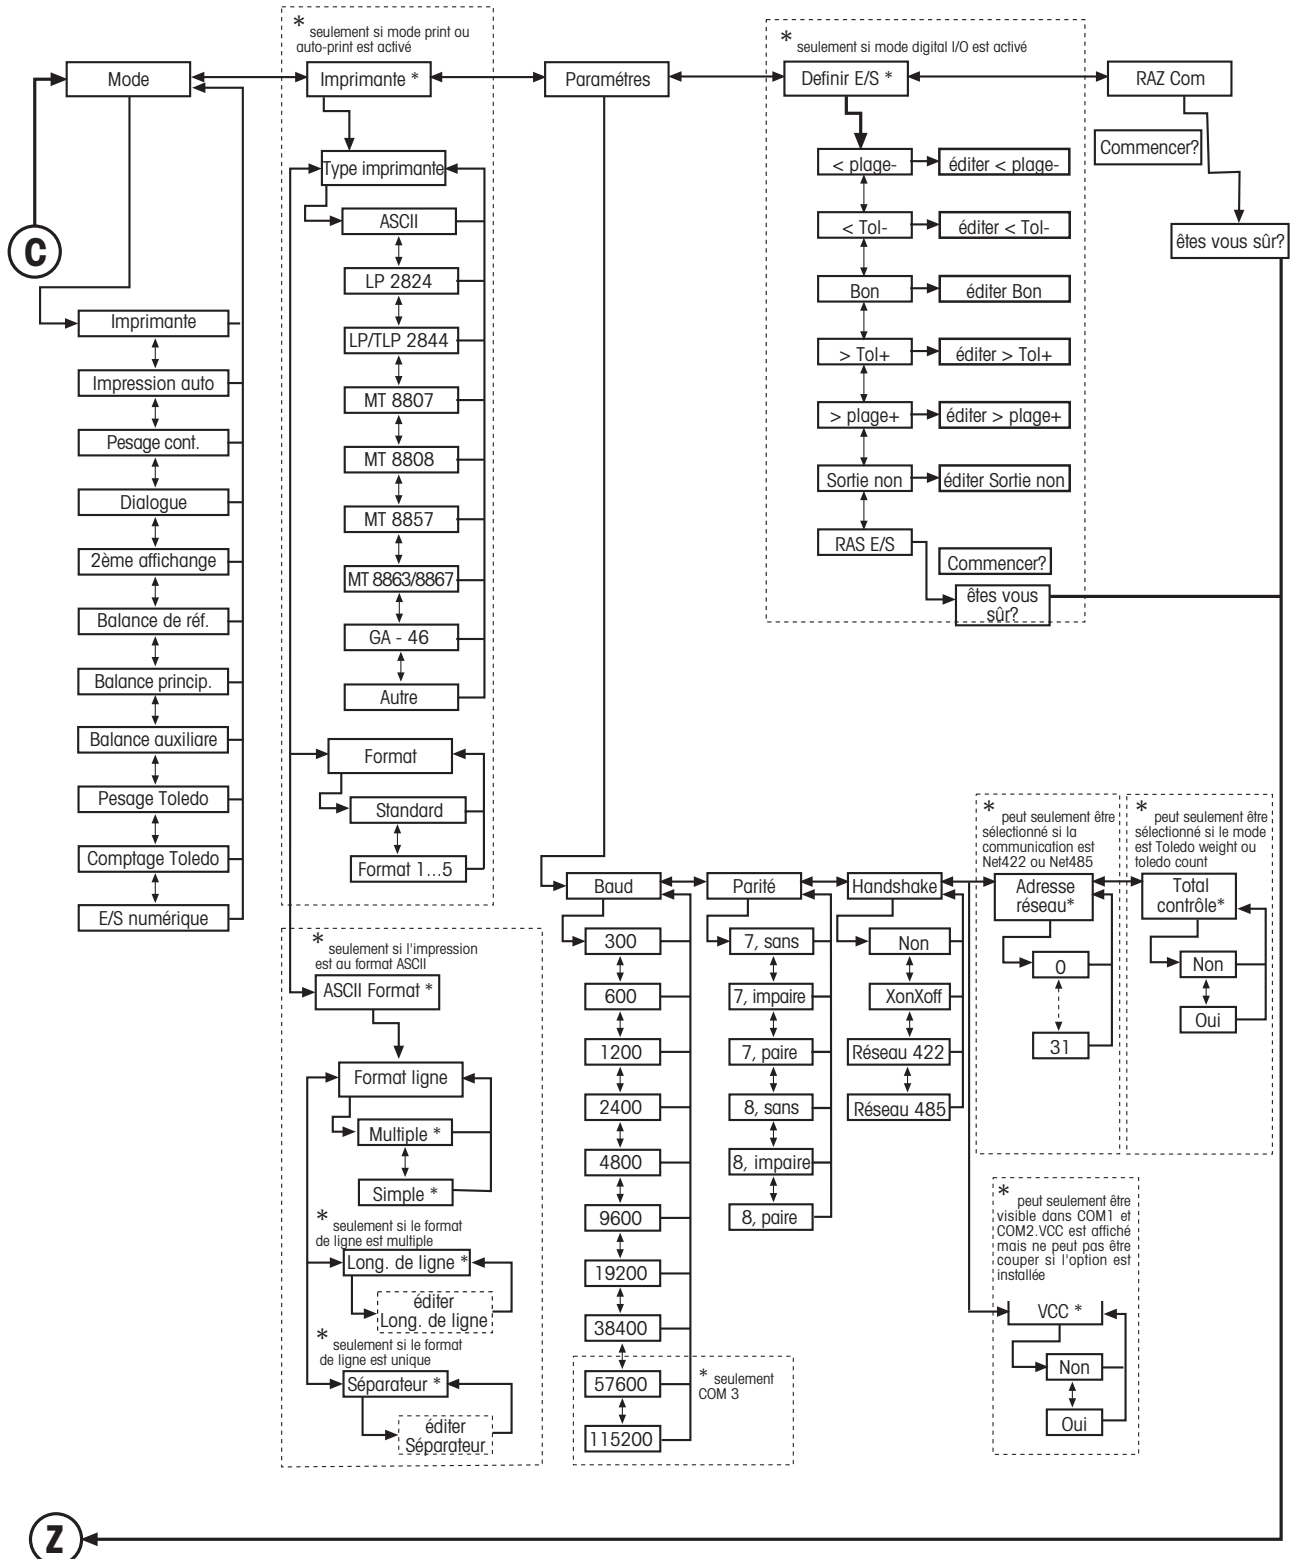 * seulement si mode print ou
auto-print est activé
* seulement si mode digital I/O est activé
Mode
Imprimante *
Paramétres
Definir E/S *
RAZ Com
Commencer?
êtes vous sûr?
C
Imprimante
Impression auto
Pesage cont.
Dialogue
2ème affichange
Balance de réf.
Balance princip.
Balance auxiliare
Pesage Toledo
Comptage Toledo
E/S numérique
Type imprimante
ASCII
LP 2824
LP/TLP 2844
MT 8807
MT 8808
MT 8857
MT 8863/8867
GA - 46
Autre
Format
Standard
Format 1...5
* seulement si l'impression
est au format ASCII
ASCII Format *
Format ligne
Multiple *
Simple *
* seulement si le format
de ligne est multiple
Long. de ligne *
éditer
Long. de ligne
* seulement si le format
de ligne est unique
Séparateur *
éditer
Séparateur
< plage-
éditer < plage-
< Tol-
éditer < Tol-
Bon
éditer Bon
> Tol+
éditer > Tol+
> plage+
éditer > plage+
Sortie non
éditer Sortie non
RAS E/S
Commencer?
êtes vous
sûr?
Baud
300
600
1200
2400
4800
9600
19200
38400
57600
115200
* seulement
COM 3
Parité
7, sans
7, impaire
7, paire
8, sans
8, impaire
8, paire
Handshake
Non
XonXoff
Réseau 422
Réseau 485
* peut seulement être
sélectionné si la
communication est
Net422 ou Net485
Adresse
réseau*
0
31
* peut seulement être
sélectionné si le mode
est Toledo weight ou
toledo count
Total
contrôle*
Non
Oui
* peut seulement être
visible dans COM1 et
COM2.VCC est affiché
mais ne peut pas être
couper si l'option est
installée
VCC *
Non
Oui
Z